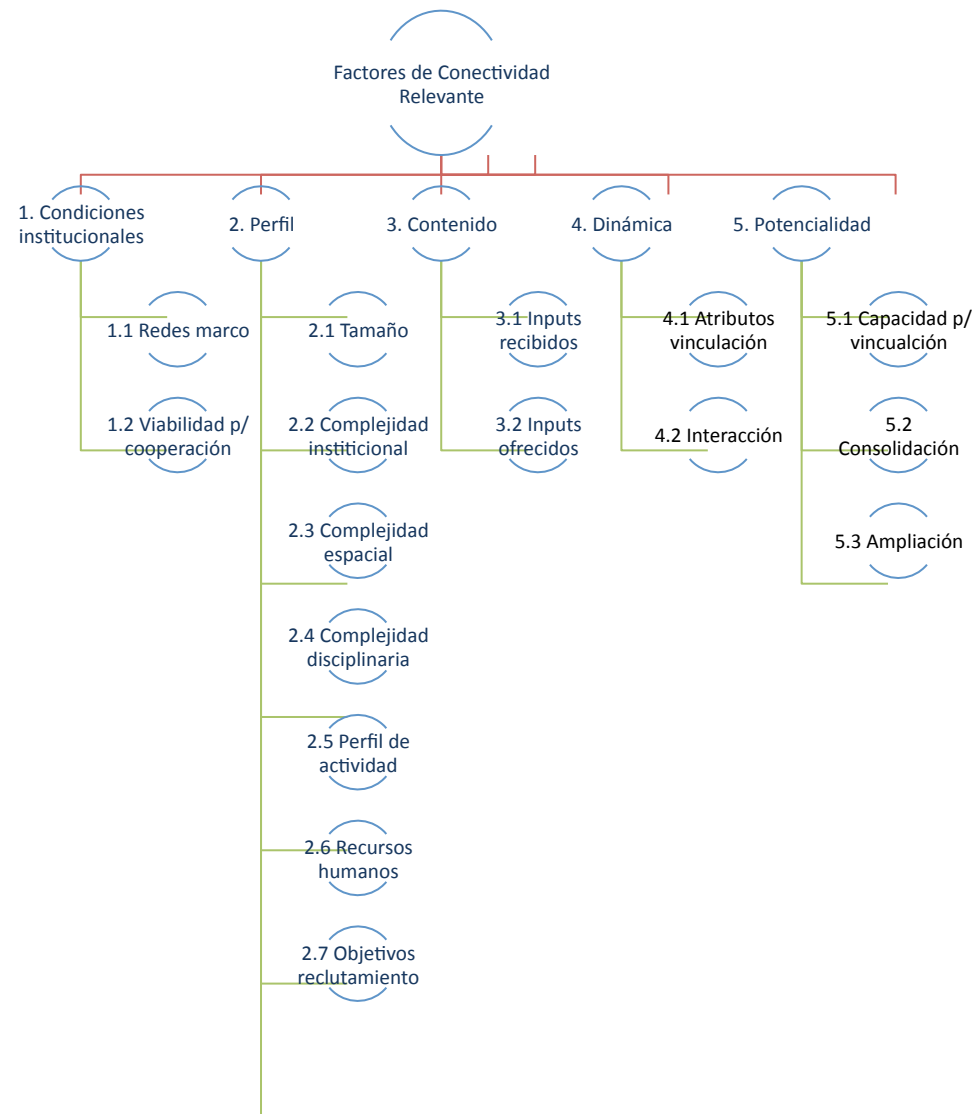 Factores de Conectividad
Relevante
1. Condiciones
institucionales
2. Perfil
3. Contenido
4. Dinámica
5. Potencialidad
1.1 Redes marco
1.2 Viabilidad p/
cooperación
2.1 Tamaño
2.2 Complejidad
institicional
2.3 Complejidad
espacial
2.4 Complejidad
disciplinaria
2.5 Perfil de
actividad
2.6 Recursos
humanos
2.7 Objetivos
reclutamiento
3.1 Inputs
recibidos
3.2 Inputs
ofrecidos
4.1 Atributos
vinculación
4.2 Interacción
5.1 Capacidad p/
vincualción
5.2
Consolidación
5.3 Ampliación